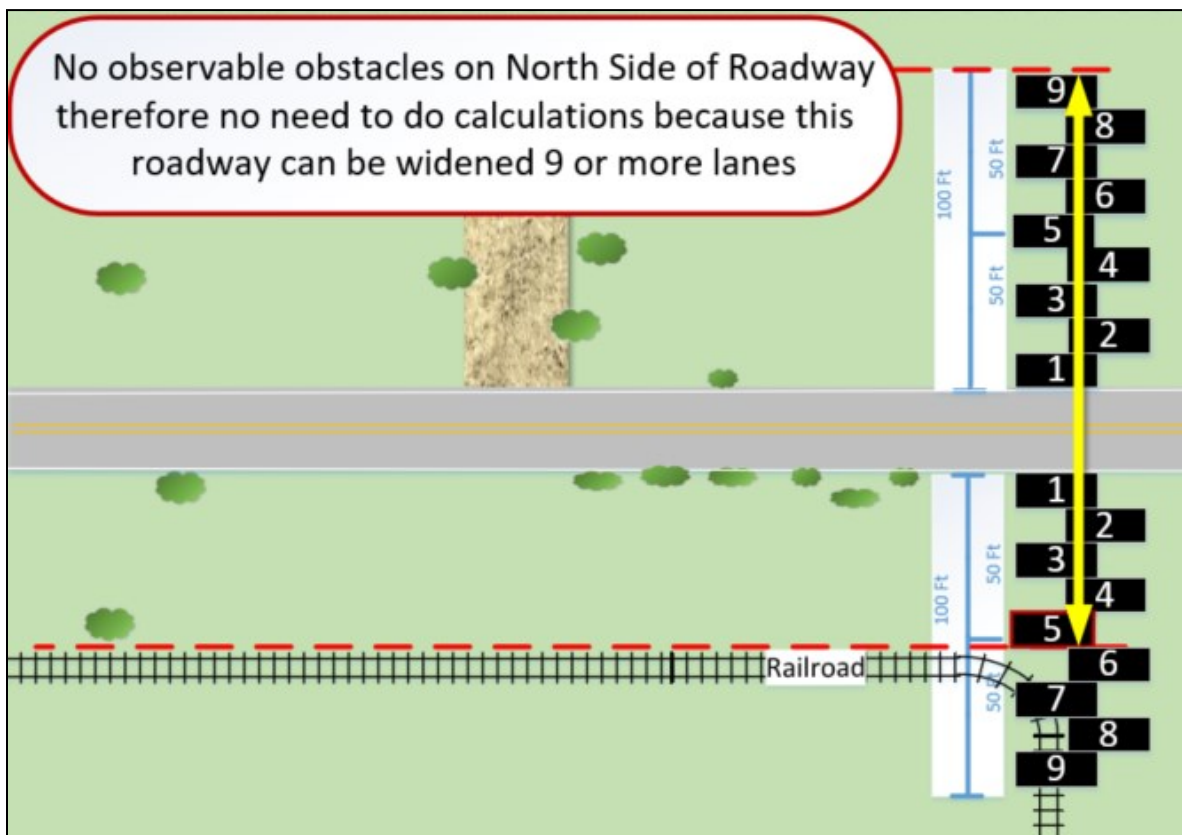 No observable obstacles on North Side of Roadway
therefore no need to do calculations because this
roadway can be widened 9 or more lanes
9
8
7
6
5
4
3
2
1
100 Ft
50 Ft
50 Ft
1
2
3
4
5
6
7
8
9
100 Ft
50 Ft
50 Ft
Railroad